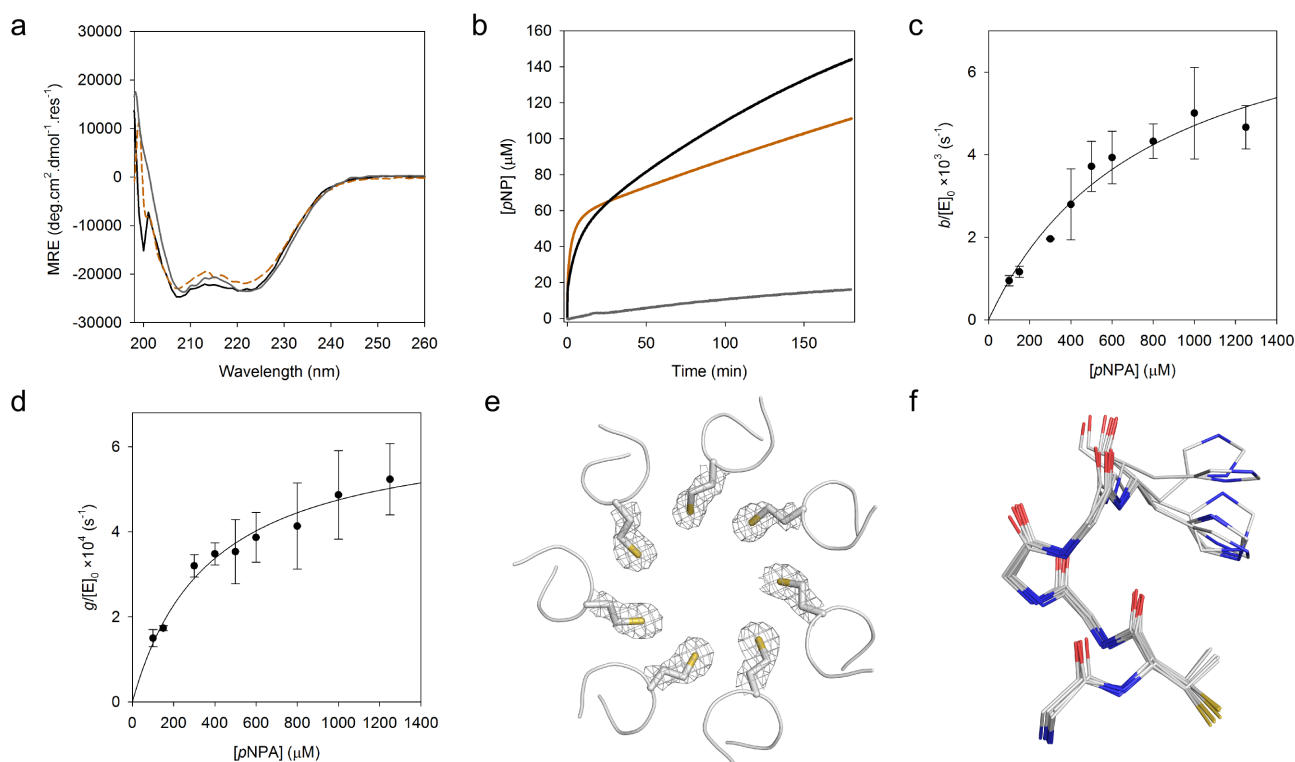 a
30000
20000
10000
0
-10000
-20000
-30000
200 210 220 230 240 250 260
Wavelength (nm)
MRE (deg.cm².dmol⁻¹.res⁻¹)
b
160
140
120
100
80
60
40
20
0
0 50 100 150
Time (min)
[pNP] (μM)
c
6
4
2
0
0 200 400 600 800 1000 1200 1400
[pNPA] (μM)
b/[E]₀ ×10³ (s⁻¹)
d
6
4
2
0
0 200 400 600 800 1000 1200 1400
[pNPA] (μM)
g/[E]₀ ×10⁴ (s⁻¹)
e
f